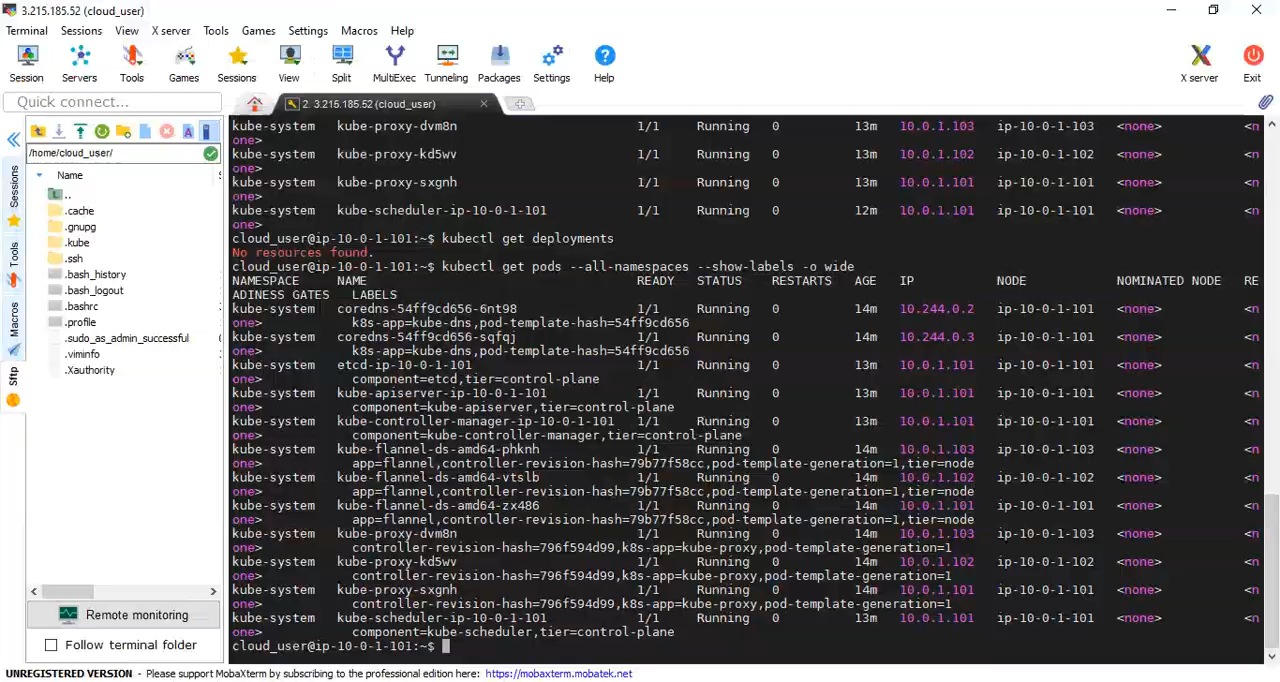 3.215.185.52 (cloud_user)
Terminal Sessions View X server Tools Games Settings Macros Help
Session Servers Tools Games Sessions View Split MultiExec Tunneling Packages Settings Help X server Exit
Quick connect...
2. 3.215.185.52 (cloud_user)
/home/cloud_user/
Name
..
.cache
.gnupg
.kube
.ssh
.bash_history
.bash_logout
.bashrc
.profile
.sudo_as_admin_successful
.viminfo
.Xauthority
Sessions
Tools
Macros
Sftp
Remote monitoring
Follow terminal folder
kube-system kube-proxy-dvm8n 1/1 Running 0 13m 10.0.1.103 ip-10-0-1-103 <none> <n
one>
kube-system kube-proxy-kd5wv 1/1 Running 0 13m 10.0.1.102 ip-10-0-1-102 <none> <n
one>
kube-system kube-proxy-sxgnh 1/1 Running 0 13m 10.0.1.101 ip-10-0-1-101 <none> <n
one>
kube-system kube-scheduler-ip-10-0-1-101 1/1 Running 0 12m 10.0.1.101 ip-10-0-1-101 <none> <n
one>
cloud_user@ip-10-0-1-101:~$ kubectl get deployments
No resources found.
cloud_user@ip-10-0-1-101:~$ kubectl get pods --all-namespaces --show-labels -o wide
NAMESPACE NAME READY STATUS RESTARTS AGE IP NODE NOMINATED NODE RE
ADINESS GATES LABELS
kube-system coredns-54ff9cd656-6nt98 1/1 Running 0 14m 10.244.0.2 ip-10-0-1-101 <none> <n
one> k8s-app=kube-dns,pod-template-hash=54ff9cd656
kube-system coredns-54ff9cd656-sqfqj 1/1 Running 0 14m 10.244.0.3 ip-10-0-1-101 <none> <n
one> k8s-app=kube-dns,pod-template-hash=54ff9cd656
kube-system etcd-ip-10-0-1-101 1/1 Running 0 13m 10.0.1.101 ip-10-0-1-101 <none> <n
one> component=etcd,tier=control-plane
kube-system kube-apiserver-ip-10-0-1-101 1/1 Running 0 13m 10.0.1.101 ip-10-0-1-101 <none> <n
one> component=kube-apiserver,tier=control-plane
kube-system kube-controller-manager-ip-10-0-1-101 1/1 Running 0 13m 10.0.1.101 ip-10-0-1-101 <none> <n
one> component=kube-controller-manager,tier=control-plane
kube-system kube-flannel-ds-amd64-phknh 1/1 Running 0 14m 10.0.1.103 ip-10-0-1-103 <none> <n
one> app=flannel,controller-revision-hash=79b77f58cc,pod-template-generation=1,tier=node
kube-system kube-flannel-ds-amd64-vtslb 1/1 Running 0 14m 10.0.1.102 ip-10-0-1-102 <none> <n
one> app=flannel,controller-revision-hash=79b77f58cc,pod-template-generation=1,tier=node
kube-system kube-flannel-ds-amd64-zx486 1/1 Running 0 14m 10.0.1.101 ip-10-0-1-101 <none> <n
one> app=flannel,controller-revision-hash=79b77f58cc,pod-template-generation=1,tier=node
kube-system kube-proxy-dvm8n 1/1 Running 0 14m 10.0.1.103 ip-10-0-1-103 <none> <n
one> controller-revision-hash=796f594d99,k8s-app=kube-proxy,pod-template-generation=1
kube-system kube-proxy-kd5wv 1/1 Running 0 14m 10.0.1.102 ip-10-0-1-102 <none> <n
one> controller-revision-hash=796f594d99,k8s-app=kube-proxy,pod-template-generation=1
kube-system kube-proxy-sxgnh 1/1 Running 0 14m 10.0.1.101 ip-10-0-1-101 <none> <n
one> controller-revision-hash=796f594d99,k8s-app=kube-proxy,pod-template-generation=1
kube-system kube-scheduler-ip-10-0-1-101 1/1 Running 0 13m 10.0.1.101 ip-10-0-1-101 <none> <n
one> component=kube-scheduler,tier=control-plane
cloud_user@ip-10-0-1-101:~$
UNREGISTERED VERSION - Please support MobaXterm by subscribing to the professional edition here: https://mobaxterm.mobatek.net